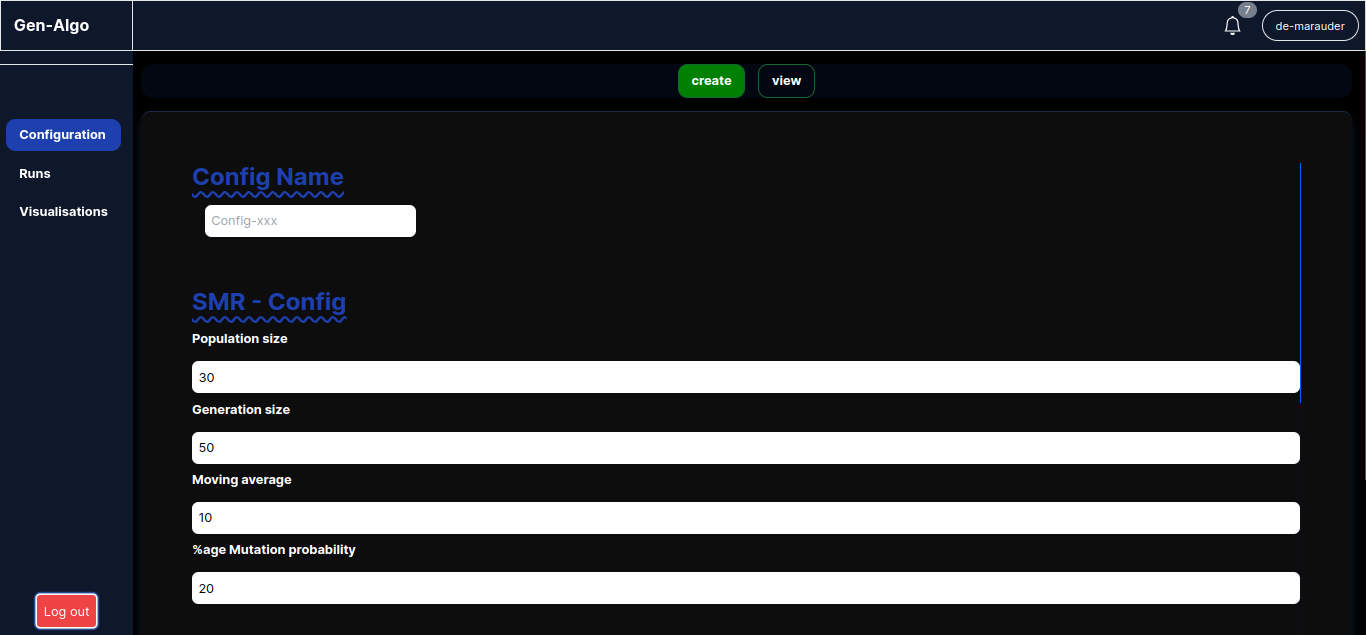 Gen-Algo
7
de-marauder
create
view
Configuration
Runs
Visualisations
Config Name
Config-xxx
SMR - Config
Population size
30
Generation size
50
Moving average
10
%age Mutation probability
20
Log out